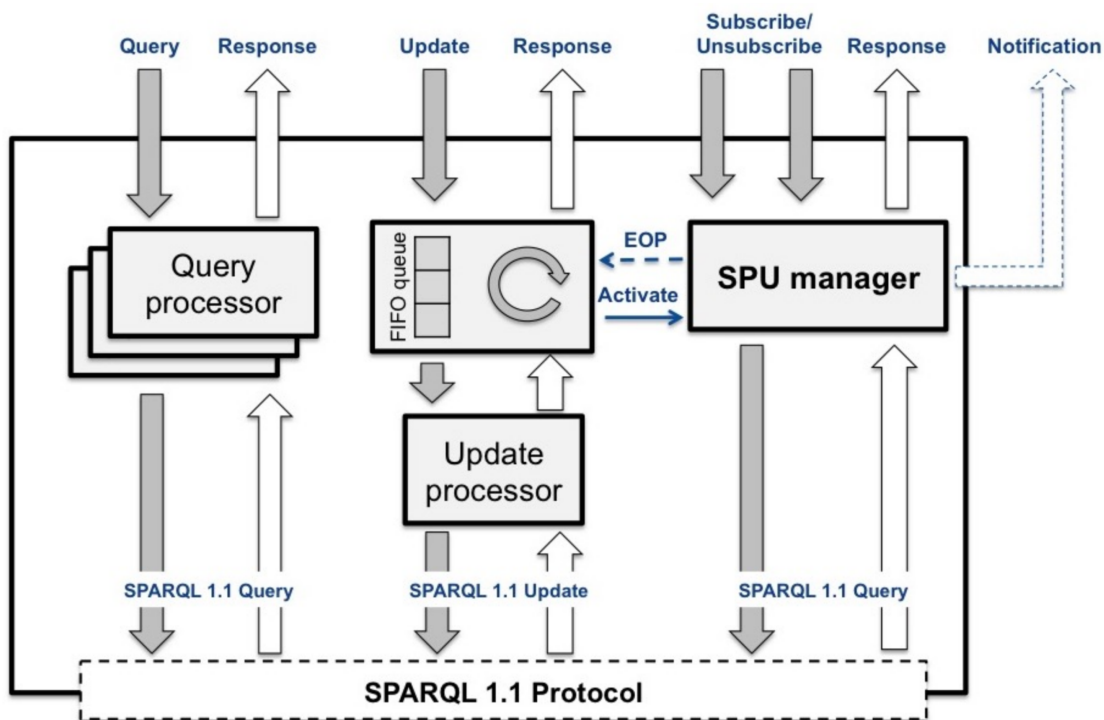 Query
Response
Update
Response
Subscribe/
Unsubscribe
Response
Notification
Query
processor
FIFO queue
EOP
Activate
SPU manager
Update
processor
SPARQL 1.1 Query
SPARQL 1.1 Update
SPARQL 1.1 Query
SPARQL 1.1 Protocol